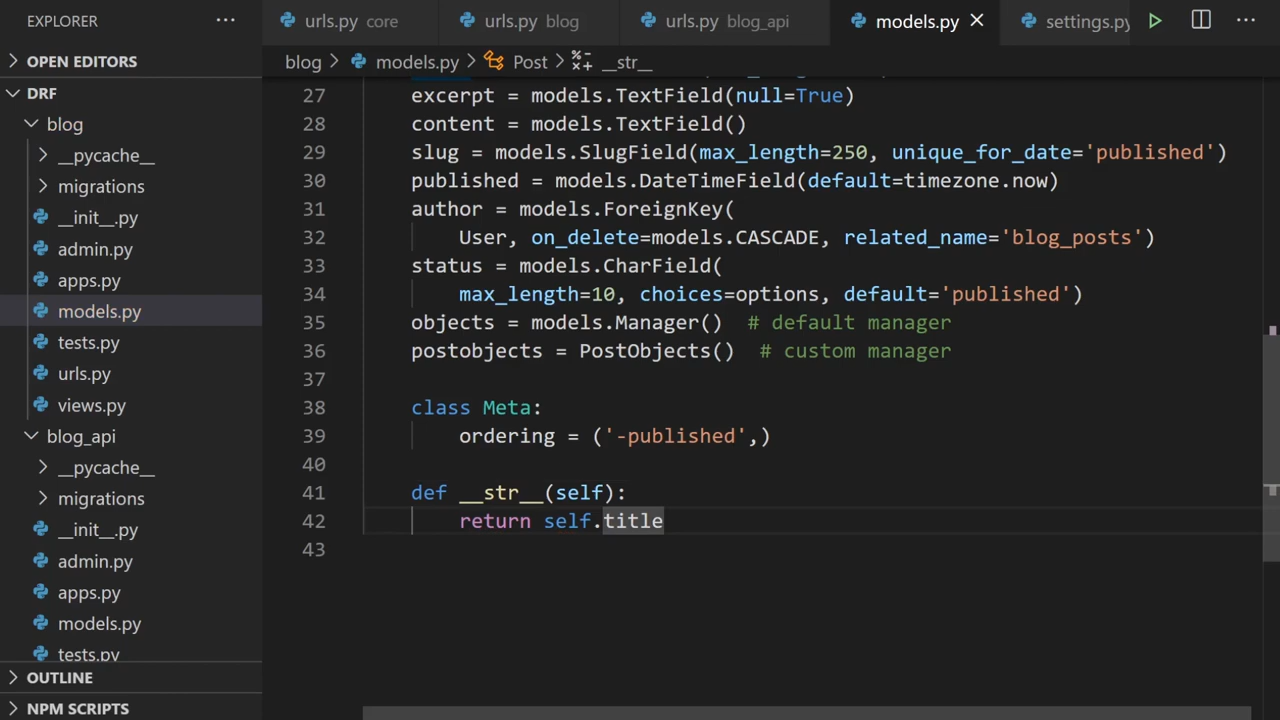 EXPLORER
urls.py core
urls.py blog
urls.py blog_api
models.py
settings.py
OPEN EDITORS
blog > models.py > Post > __str__
DRF
blog
__pycache__
migrations
__init__.py
admin.py
apps.py
models.py
tests.py
urls.py
views.py
blog_api
__pycache__
migrations
__init__.py
admin.py
apps.py
models.py
tests.py
OUTLINE
NPM SCRIPTS
27 excerpt = models.TextField(null=True)
28 content = models.TextField()
29 slug = models.SlugField(max_length=250, unique_for_date='published')
30 published = models.DateTimeField(default=timezone.now)
31 author = models.ForeignKey(
32 User, on_delete=models.CASCADE, related_name='blog_posts')
33 status = models.CharField(
34 max_length=10, choices=options, default='published')
35 objects = models.Manager()  # default manager
36 postobjects = PostObjects()  # custom manager
37
38 class Meta:
39 ordering = ('-published',)
40
41 def __str__(self):
42 return self.title
43